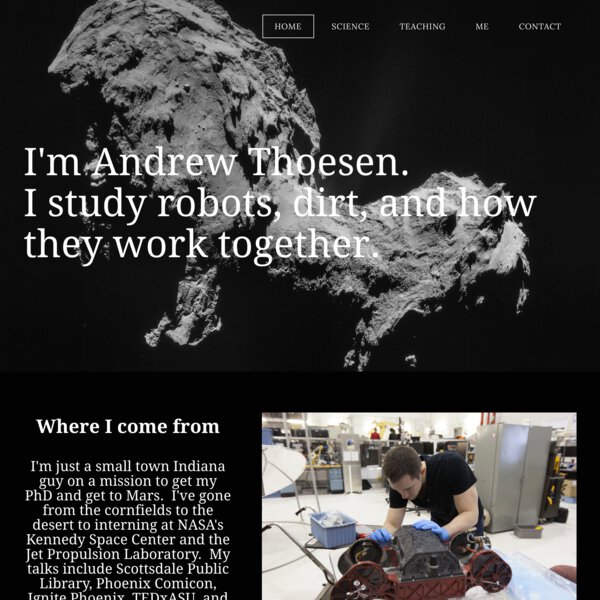 HOME SCIENCE TEACHING ME CONTACT
I'm Andrew Thoesen.
I study robots, dirt, and how
they work together.
Where I come from
I'm just a small town Indiana
guy on a mission to get my
PhD and get to Mars.  I've gone
from the cornfields to the
desert to interning at NASA's
Kennedy Space Center and the
Jet Propulsion Laboratory.  My
talks include Scottsdale Public
Library, Phoenix Comicon,
Ignite Phoenix, TEDxASU, and